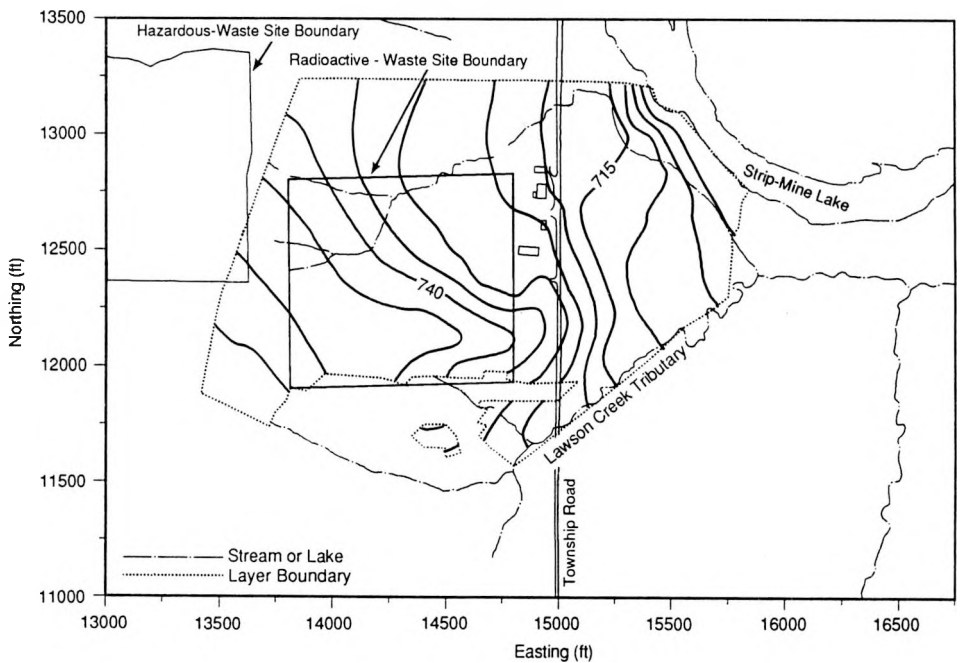 13500
Hazardous-Waste Site Boundary
Radioactive - Waste Site Boundary
13000
715
Strip-Mine Lake
12500
Northing (ft)
740
12000
Lawson Creek Tributary
11500
Township Road
Stream or Lake
Layer Boundary
11000
13000 13500 14000 14500 15000 15500 16000 16500
Easting (ft)